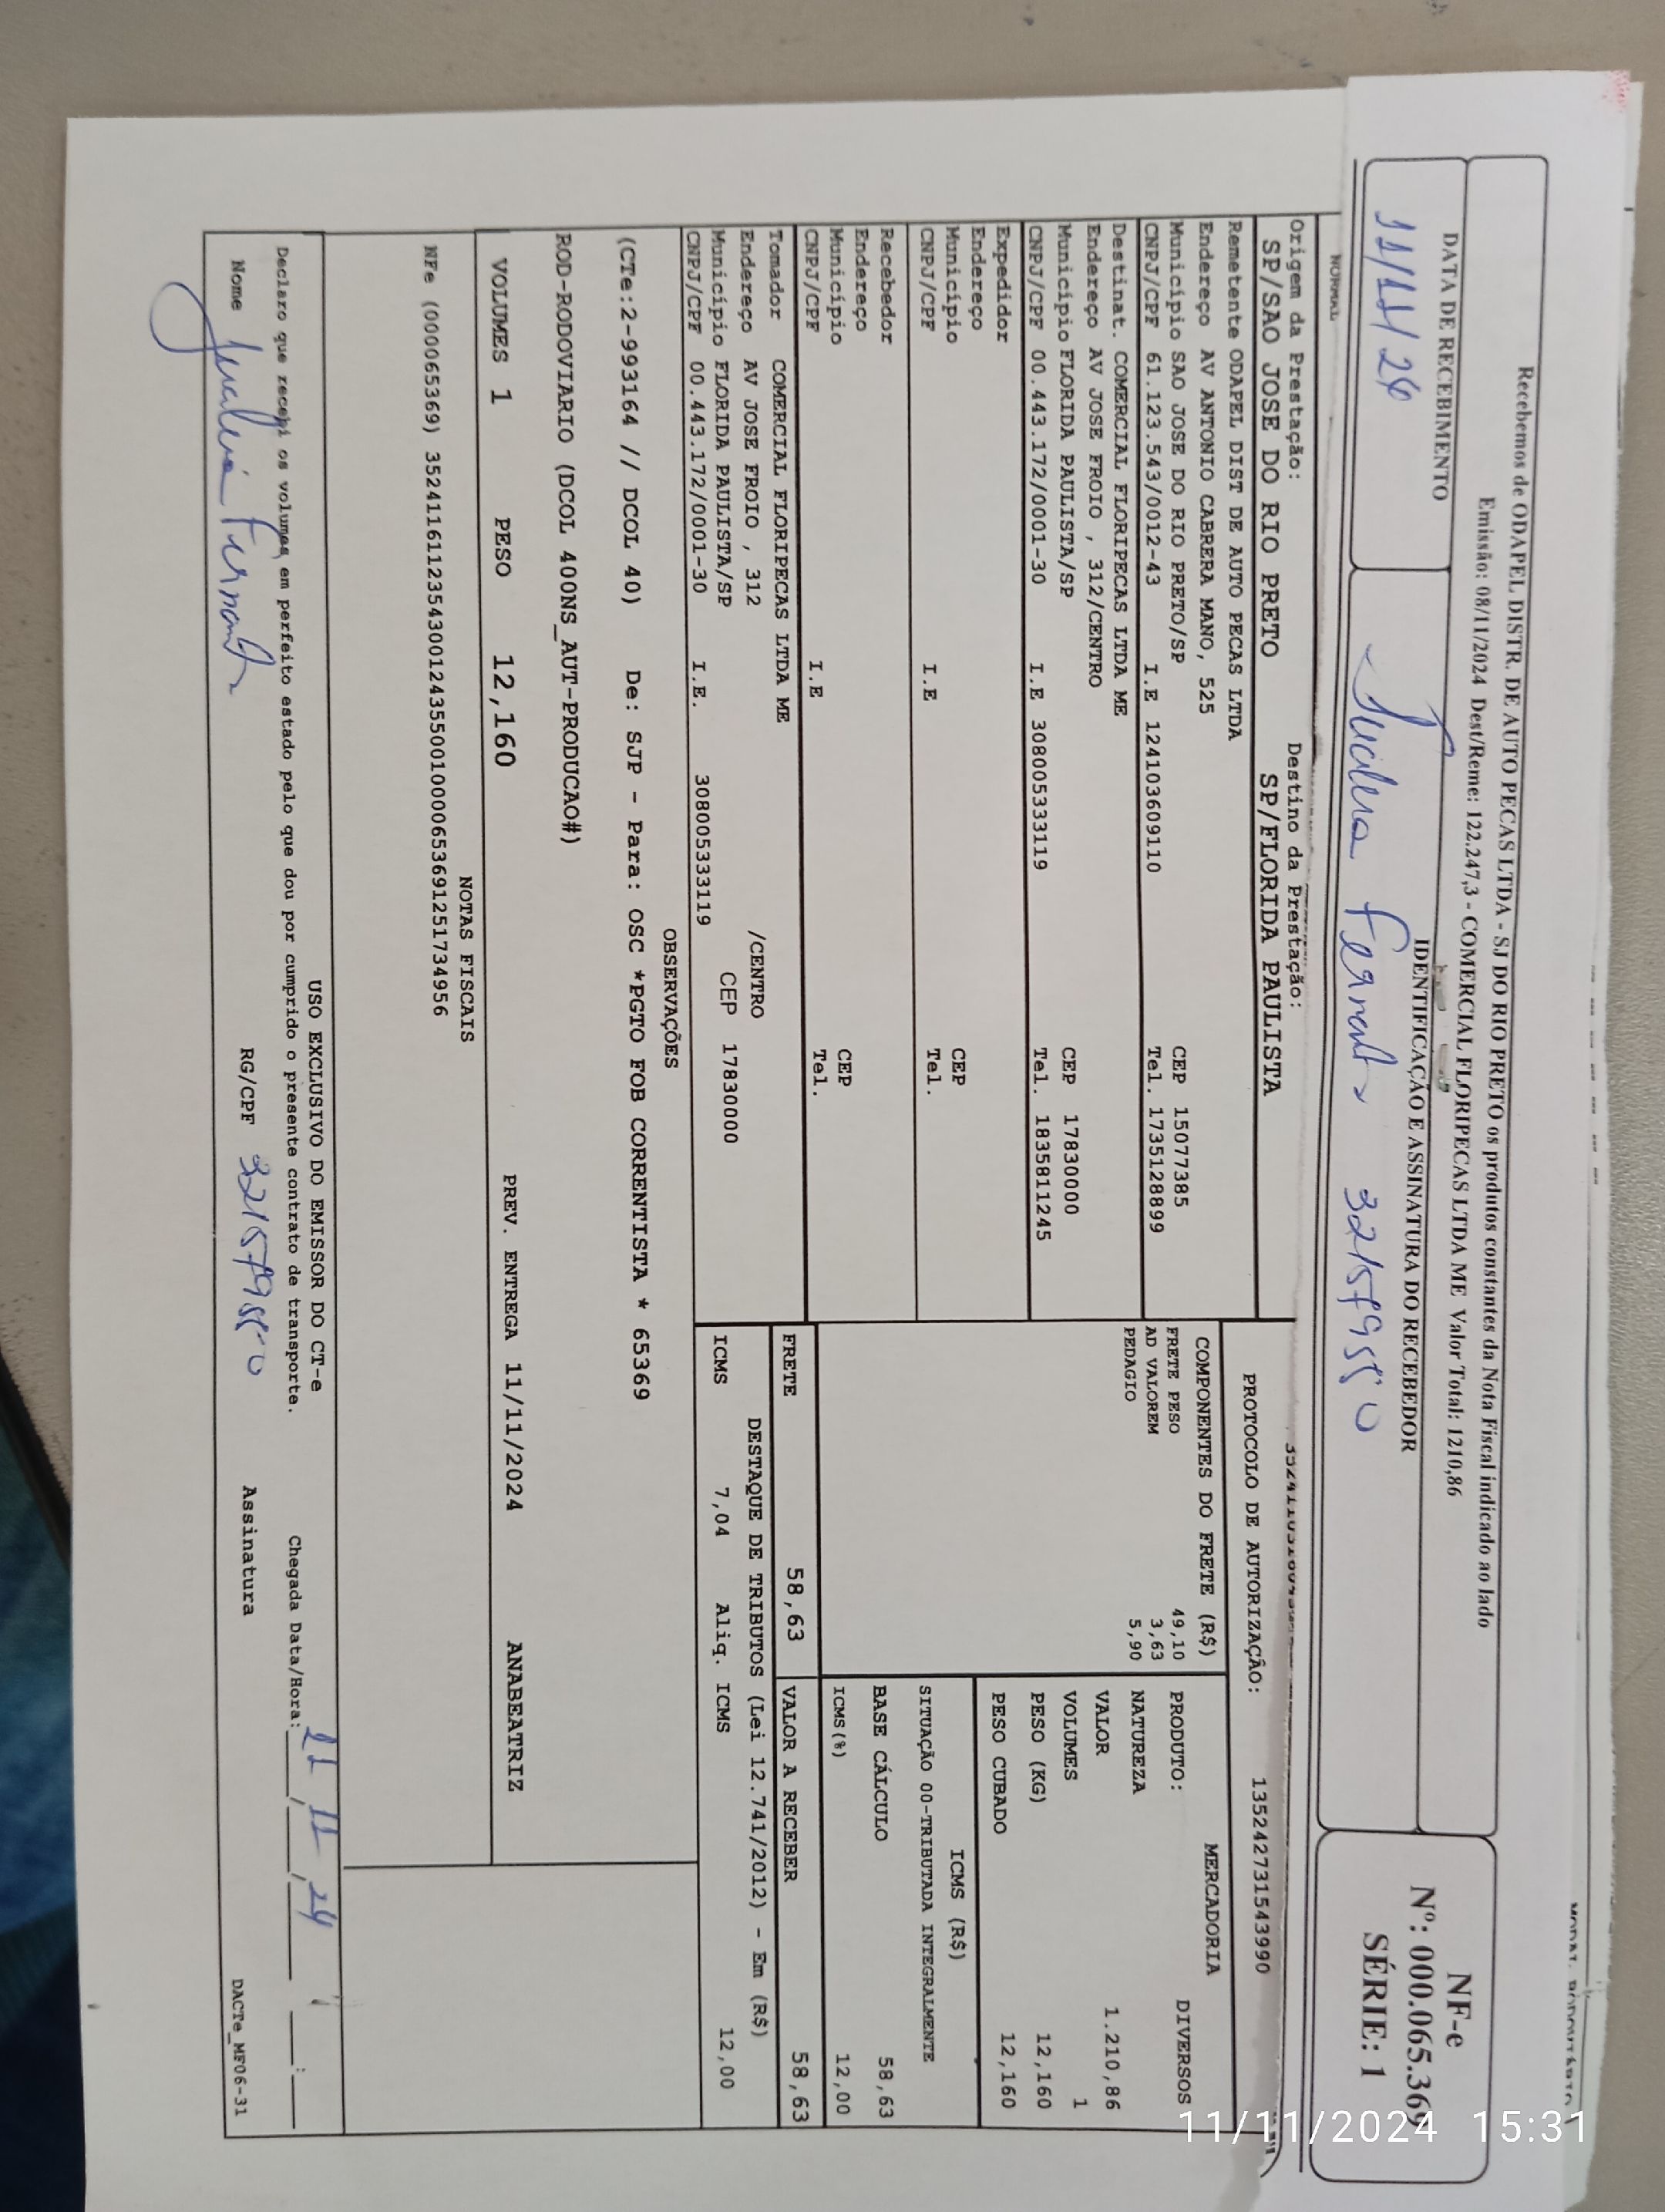 Recebemos de ODAPEL DISTR. DE AUTO PECAS LTDA - SJ DO RIO PRETO os produtos constantes da Nota Fiscal indicado ao lado
Emissão: 08/11/2024 Dest/Reme: 122.247,3 - COMERCIAL FLORIPECAS LTDA ME Valor Total: 1210,86
DATA DE RECEBIMENTO
IDENTIFICAÇÃO E ASSINATURA DO RECEBEDOR
11/11/24
NF-e
Nº: 000.065.369
SÉRIE: 1
NORMAL
Origem da Prestação: Destino da Prestação:
SP/SAO JOSE DO RIO PRETO SP/FLORIDA PAULISTA
PROTOCOLO DE AUTORIZAÇÃO: 135242731543990
Remetente ODAPEL DIST DE AUTO PECAS LTDA
Endereço AV ANTONIO CABRERA MANO, 525
Município SAO JOSE DO RIO PRETO/SP CEP 15077385
CNPJ/CPF 61.123.543/0012-43 I.E 124103609110 Tel. 1735128899
Destinat. COMERCIAL FLORIPECAS LTDA ME
Endereço AV JOSE FROIO , 312/CENTRO
Município FLORIDA PAULISTA/SP CEP 17830000
CNPJ/CPF 00.443.172/0001-30 I.E 308005333119 Tel. 1835811245
Expedidor
Endereço
Município CEP
CNPJ/CPF I.E Tel.
Recebedor
Endereço
Município CEP
CNPJ/CPF I.E Tel.
Tomador COMERCIAL FLORIPECAS LTDA ME
Endereço AV JOSE FROIO , 312 /CENTRO
Município FLORIDA PAULISTA/SP CEP 17830000
CNPJ/CPF 00.443.172/0001-30 I.E. 308005333119
COMPONENTES DO FRETE (R$)
FRETE PESO 49,10
AD VALOREM 3,63
PEDAGIO 5,90
MERCADORIA
PRODUTO: DIVERSOS
NATUREZA
VALOR 1.210,86
VOLUMES 1
PESO (KG) 12,160
PESO CUBADO 12,160
ICMS (R$)
SITUAÇÃO 00-TRIBUTADA INTEGRALMENTE
BASE CÁLCULO 58,63
ICMS(%) 12,00
FRETE 58,63 VALOR A RECEBER 58,63
DESTAQUE DE TRIBUTOS (Lei 12.741/2012) - Em (R$)
ICMS 7,04 Aliq. ICMS 12,00
OBSERVAÇÕES
(CTe:2-993164 // DCOL 40) De: SJP - Para: OSC *PGTO FOB CORRENTISTA * 65369
ROD-RODOVIARIO (DCOL 400NS_AUT-PRODUCAO#)
VOLUMES 1 PESO 12,160 PREV. ENTREGA 11/11/2024 ANABEATRIZ
NOTAS FISCAIS
NFe (000065369) 35241161123543001243550010000653691251734956
USO EXCLUSIVO DO EMISSOR DO CT-e
Declaro que recebi os volumes em perfeito estado pelo que dou por cumprido o presente contrato de transporte. Chegada Data/Hora: 11/11/24 :
Nome RG/CPF Assinatura
DACTe_MF06-31
11/11/2024 15:31